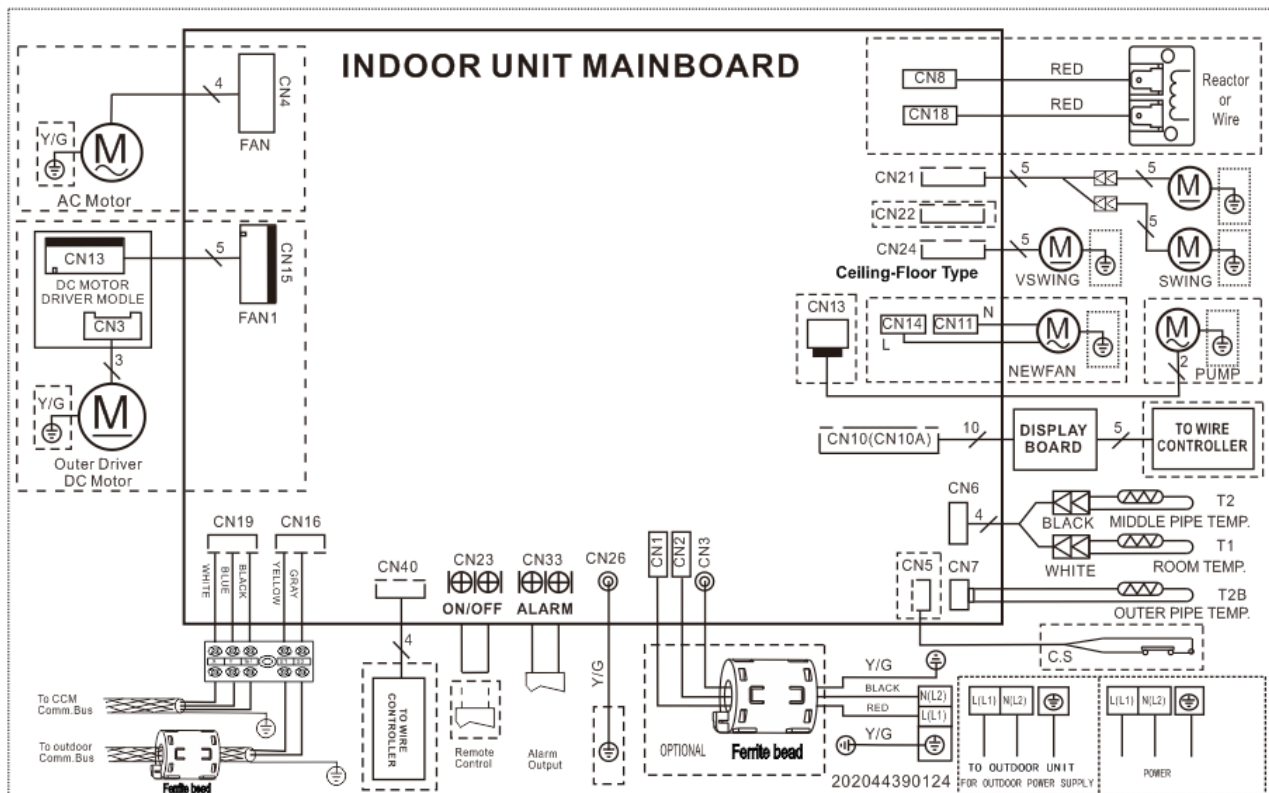 INDOOR UNIT MAINBOARD
4
CN4
FAN
Y/G
M
AC Motor
CN13
DC MOTOR
DRIVER MODLE
CN3
5
CN15
FAN1
3
Y/G
M
Outer Driver
DC Motor
CN8
RED
CN18
RED
Reactor
or
Wire
CN21
5
5
M
CN22
5
CN24
5
M
M
Ceiling-Floor Type
VSWING
SWING
CN13
CN14
CN11
N
L
M
NEWFAN
M
2
PUMP
CN10(CN10A)
10
DISPLAY
BOARD
5
TO WIRE
CONTROLLER
CN6
4
BLACK
T2
MIDDLE PIPE TEMP.
WHITE
T1
ROOM TEMP.
CN5
CN7
T2B
OUTER PIPE TEMP.
C.S
CN19
CN16
WHITE
BLUE
BLACK
YELLOW
GRAY
To CCM
Comm.Bus
To outdoor
Comm.Bus
Ferrite bead
CN40
4
TO WIRE
CONTROLLER
CN23
ON/OFF
Remote
Control
CN33
ALARM
Alarm
Output
CN26
Y/G
CN1
CN2
CN3
OPTIONAL
Ferrite bead
Y/G
BLACK
RED
Y/G
N(L2)
L(L1)
202044390124
L(L1)
N(L2)
TO OUTDOOR UNIT
FOR OUTDOOR POWER SUPPLY
L(L1)
N(L2)
POWER